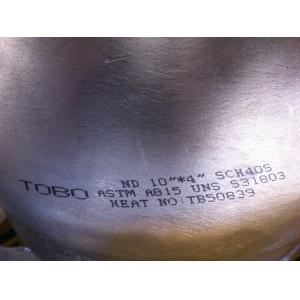 ND 10"*4" SCH40S
TOBO ASTM A815 UNS S31803
HEAT NO:TB50839